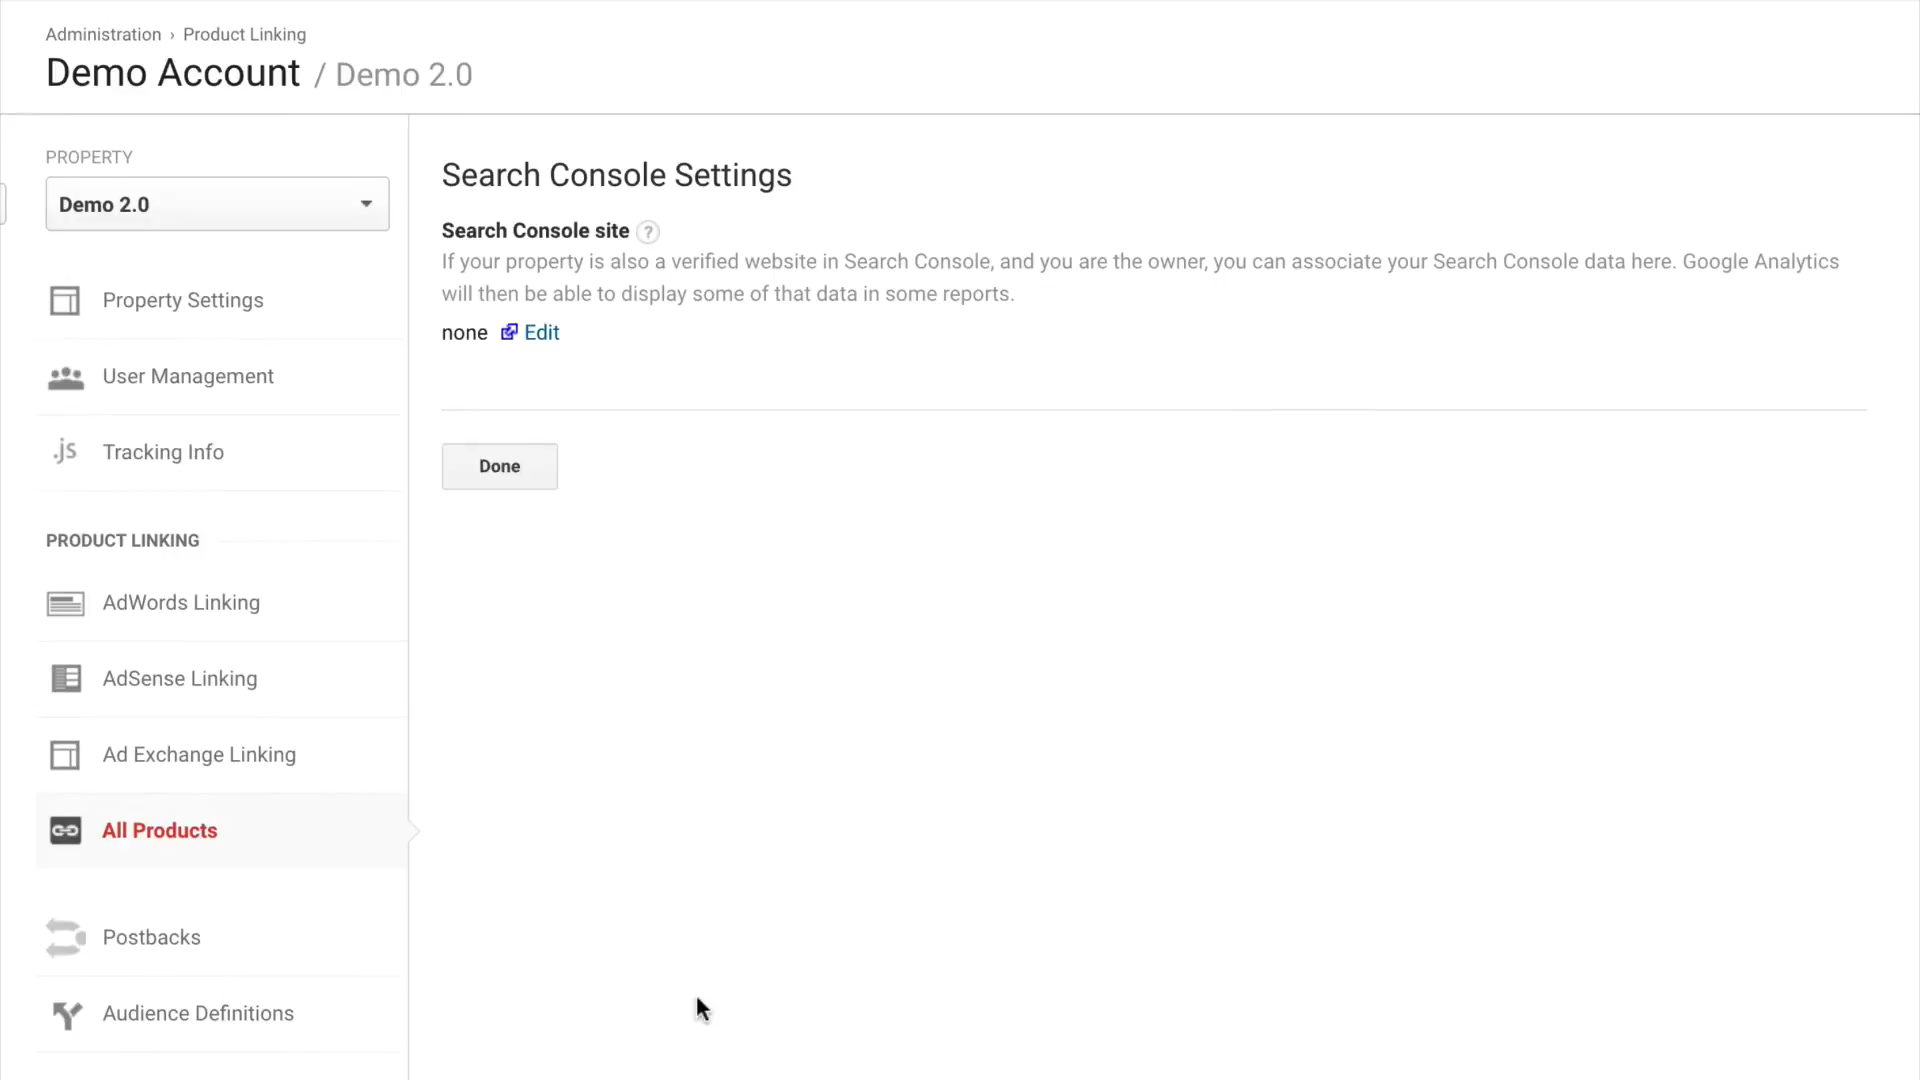 Administration › Product Linking
Demo Account / Demo 2.0
PROPERTY
Demo 2.0
Property Settings
User Management
.js Tracking Info
PRODUCT LINKING
AdWords Linking
AdSense Linking
Ad Exchange Linking
All Products
Postbacks
Audience Definitions
Search Console Settings
Search Console site ?
If your property is also a verified website in Search Console, and you are the owner, you can associate your Search Console data here. Google Analytics
will then be able to display some of that data in some reports.
none Edit
Done